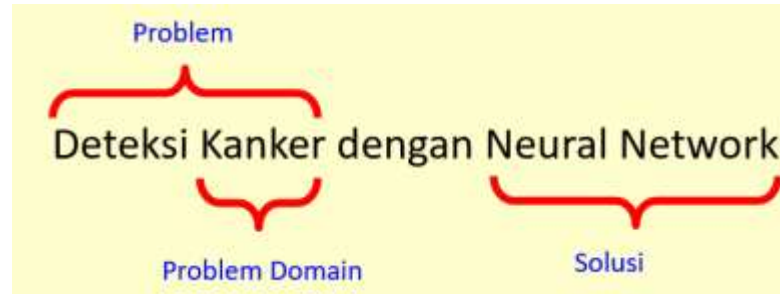 Problem
Deteksi Kanker dengan Neural Network
Problem Domain
Solusi